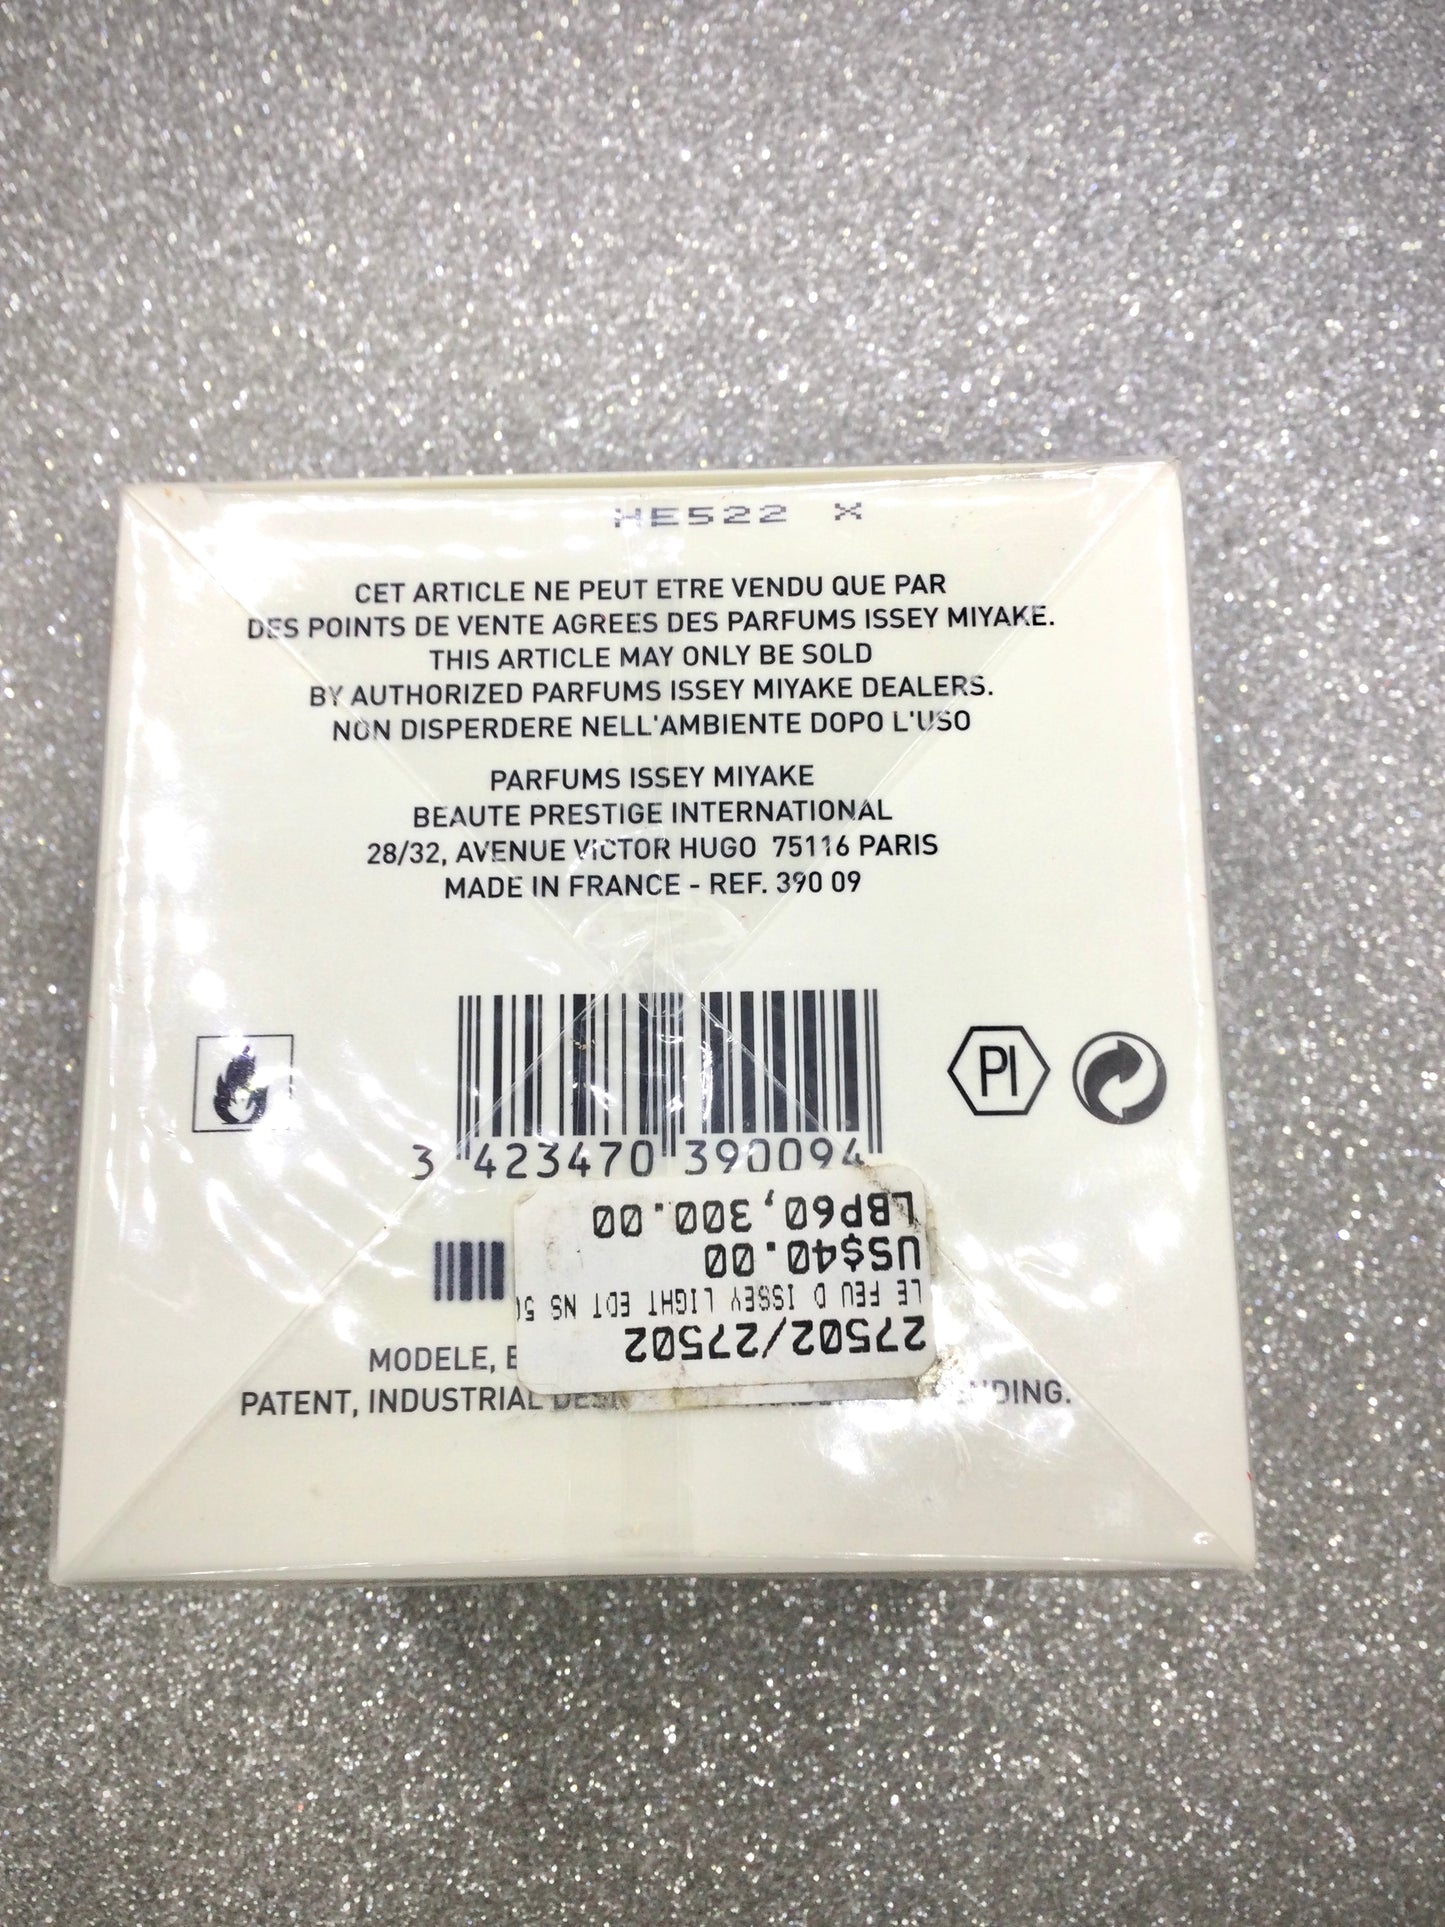 HE522 X
CET ARTICLE NE PEUT ETRE VENDU QUE PAR
DES POINTS DE VENTE AGREES DES PARFUMS ISSEY MIYAKE.
THIS ARTICLE MAY ONLY BE SOLD
BY AUTHORIZED PARFUMS ISSEY MIYAKE DEALERS.
NON DISPERDERE NELL'AMBIENTE DOPO L'USO
PARFUMS ISSEY MIYAKE
BEAUTE PRESTIGE INTERNATIONAL
28/32, AVENUE VICTOR HUGO 75116 PARIS
MADE IN FRANCE - REF. 390 09
PI
3 423470 390094
27502/27502
LE FEU D ISSEY LIGHT EDT NS
US$40.00
LBP60,300.00
MODELE,
PATENT, INDUSTRIAL